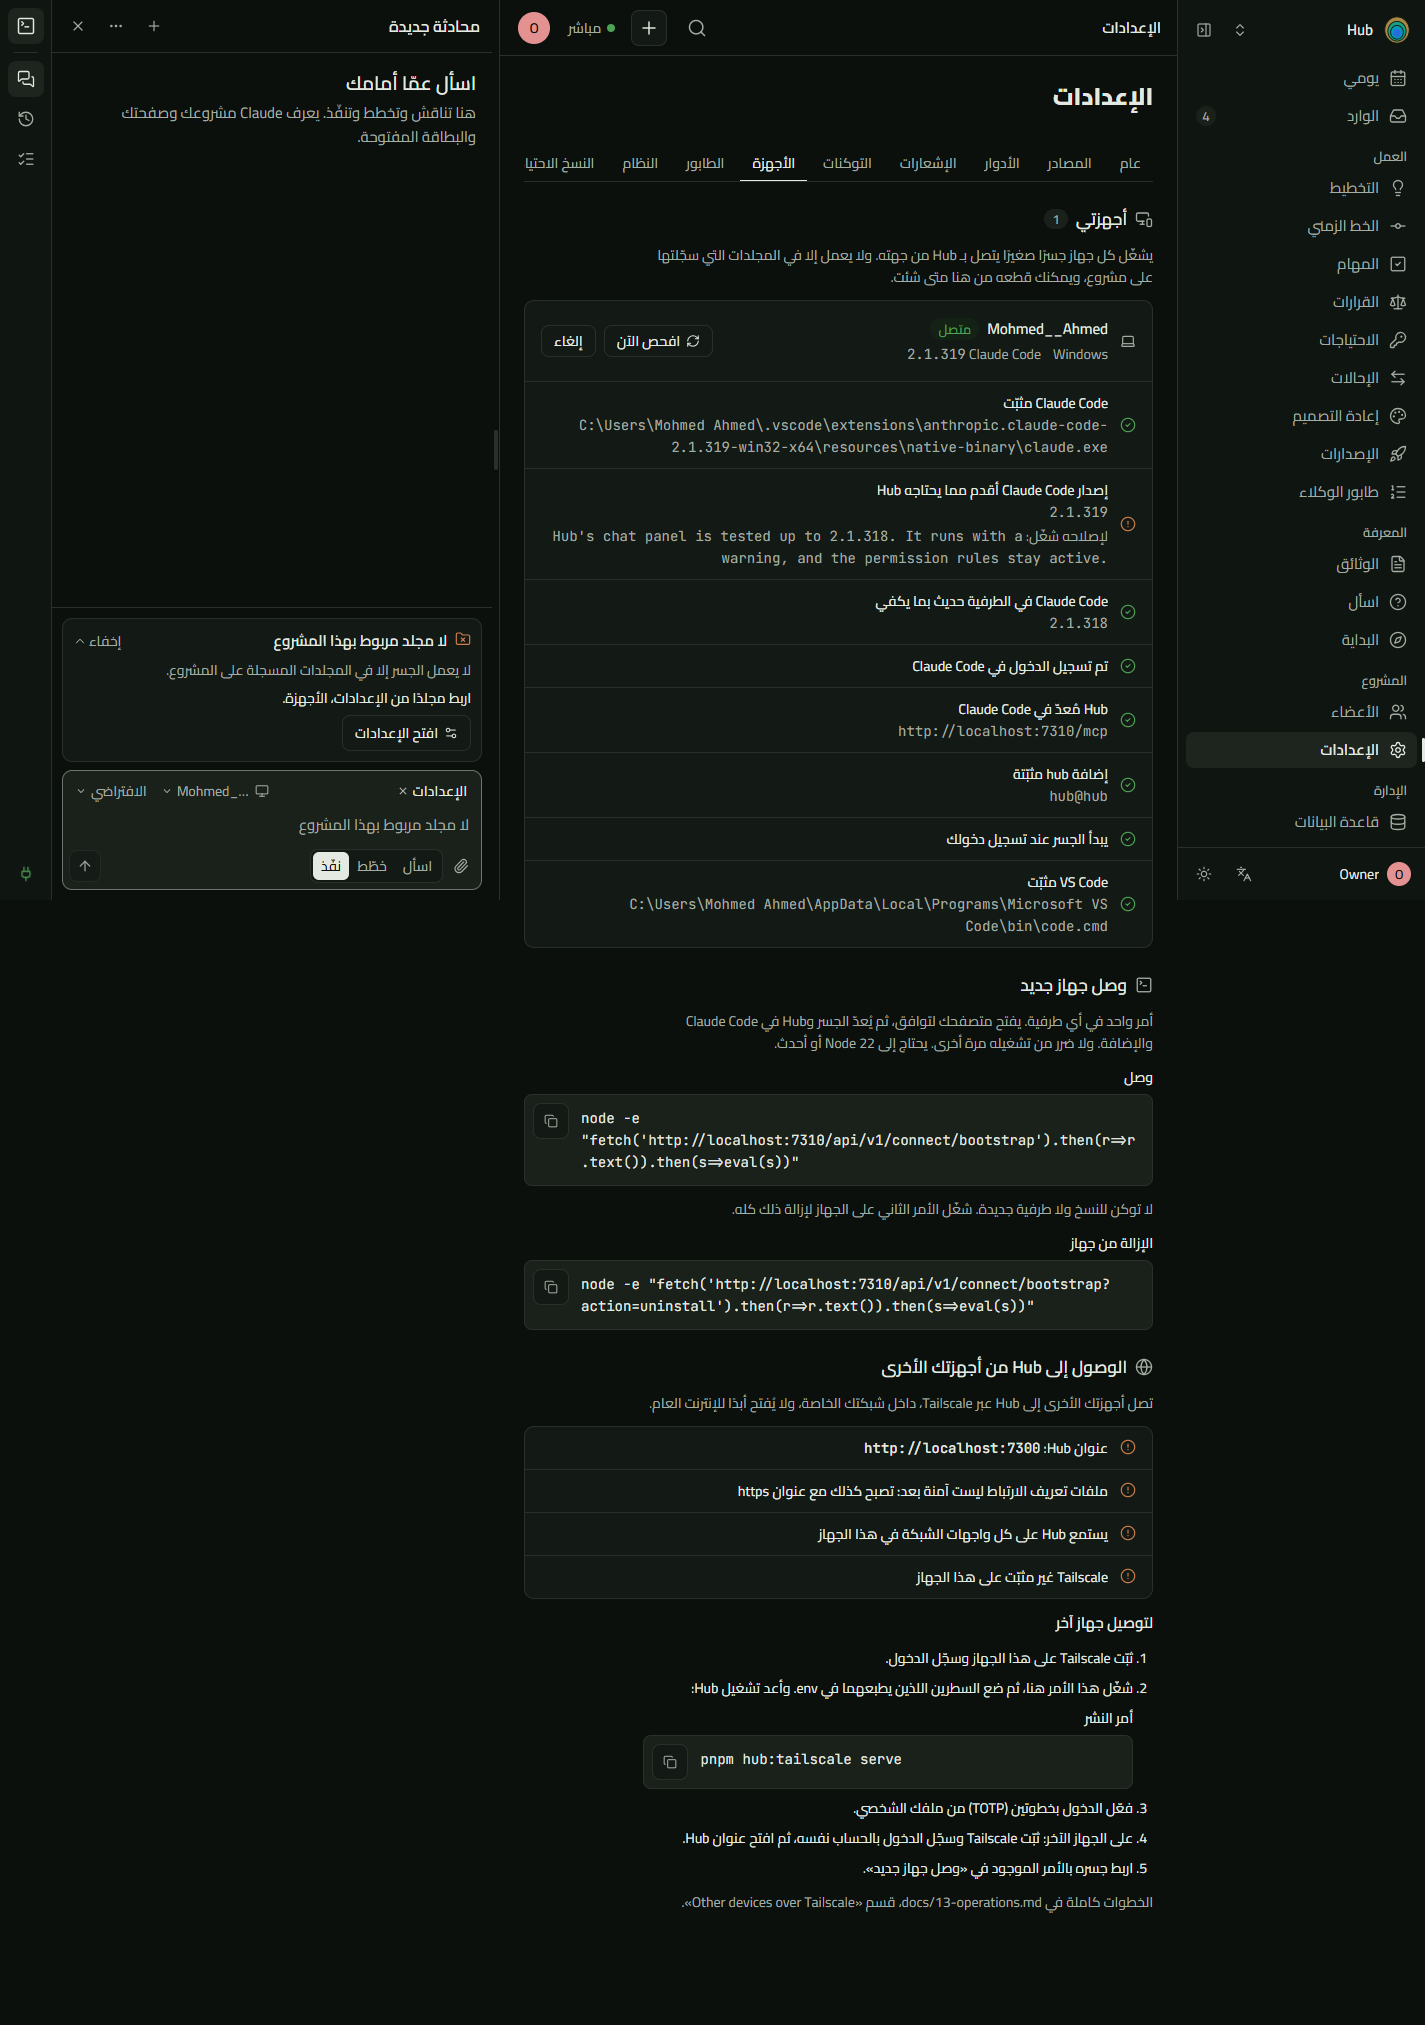 Hub
يومي
الوارد
4
العمل
التخطيط
الخط الزمني
المهام
القرارات
الاحتياجات
الإحالات
إعادة التصميم
الإصدارات
طابور الوكلاء
المعرفة
الوثائق
اسأل
البداية
المشروع
الأعضاء
الإعدادات
الإدارة
قاعدة البيانات
O Owner
الإعدادات
مباشر
O
الإعدادات
عام
المصادر
الأدوار
الإشعارات
التوكنات
الأجهزة
الطابور
النظام
النسخ الاحتيا
أجهزتي 1
يشغّل كل جهاز جسرًا صغيرًا يتصل بـ Hub من جهته. ولا يعمل إلا في المجلدات التي سجّلتها
على مشروع، ويمكنك قطعه من هنا متى شئت.
Mohmed__Ahmed متصل
Windows Claude Code 2.1.319
افحص الآن
إلغاء
Claude Code مثبّت
C:\Users\Mohmed Ahmed\.vscode\extensions\anthropic.claude-code-
2.1.319-win32-x64\resources\native-binary\claude.exe
إصدار Claude Code أقدم مما يحتاجه Hub
2.1.319
لإصلاحه شغّل: Hub's chat panel is tested up to 2.1.318. It runs with a
warning, and the permission rules stay active.
Claude Code في الطرفية حديث بما يكفي
2.1.318
تم تسجيل الدخول في Claude Code
Hub مُعدّ في Claude Code
http://localhost:7310/mcp
إضافة hub مثبّتة
hub@hub
يبدأ الجسر عند تسجيل دخولك
VS Code مثبّت
C:\Users\Mohmed Ahmed\AppData\Local\Programs\Microsoft VS
Code\bin\code.cmd
وصل جهاز جديد
أمر واحد في أي طرفية. يفتح متصفحك لتوافق، ثم يُعدّ الجسر وHub في Claude Code
والإضافة. ولا ضرر من تشغيله مرة أخرى. يحتاج إلى Node 22 أو أحدث.
وصل
node -e
"fetch('http://localhost:7310/api/v1/connect/bootstrap').then(r=>r
.text()).then(s=>eval(s))"
لا توكن للنسخ ولا طرفية جديدة. شغّل الأمر الثاني على الجهاز لإزالة ذلك كله.
الإزالة من جهاز
node -e "fetch('http://localhost:7310/api/v1/connect/bootstrap?
action=uninstall').then(r=>r.text()).then(s=>eval(s))"
الوصول إلى Hub من أجهزتك الأخرى
تصل أجهزتك الأخرى إلى Hub عبر Tailscale، داخل شبكتك الخاصة، ولا يُفتح أبدًا للإنترنت العام.
عنوان Hub: http://localhost:7300
ملفات تعريف الارتباط ليست آمنة بعد: تصبح كذلك مع عنوان https
يستمع Hub على كل واجهات الشبكة في هذا الجهاز
Tailscale غير مثبّت على هذا الجهاز
لتوصيل جهاز آخر
1. ثبّت Tailscale على هذا الجهاز وسجّل الدخول.
2. شغّل هذا الأمر هنا، ثم ضع السطرين اللذين يطبعهما في env. وأعد تشغيل Hub:
أمر النشر
pnpm hub:tailscale serve
3. فعّل الدخول بخطوتين (TOTP) من ملفك الشخصي.
4. على الجهاز الآخر: ثبّت Tailscale وسجّل الدخول بالحساب نفسه، ثم افتح عنوان Hub.
5. اربط جسره بالأمر الموجود في «وصل جهاز جديد».
الخطوات كاملة في docs/13-operations.md، قسم «Other devices over Tailscale».
محادثة جديدة
اسأل عمّا أمامك
هنا تناقش وتخطط وتنفّذ. يعرف Claude مشروعك وصفحتك
والبطاقة المفتوحة.
لا مجلد مربوط بهذا المشروع
إخفاء
لا يعمل الجسر إلا في المجلدات المسجلة على المشروع.
اربط مجلدًا من الإعدادات، الأجهزة.
افتح الإعدادات
الإعدادات
Mohmed_...
الافتراضي
لا مجلد مربوط بهذا المشروع
اسأل
خطّط
نفّذ